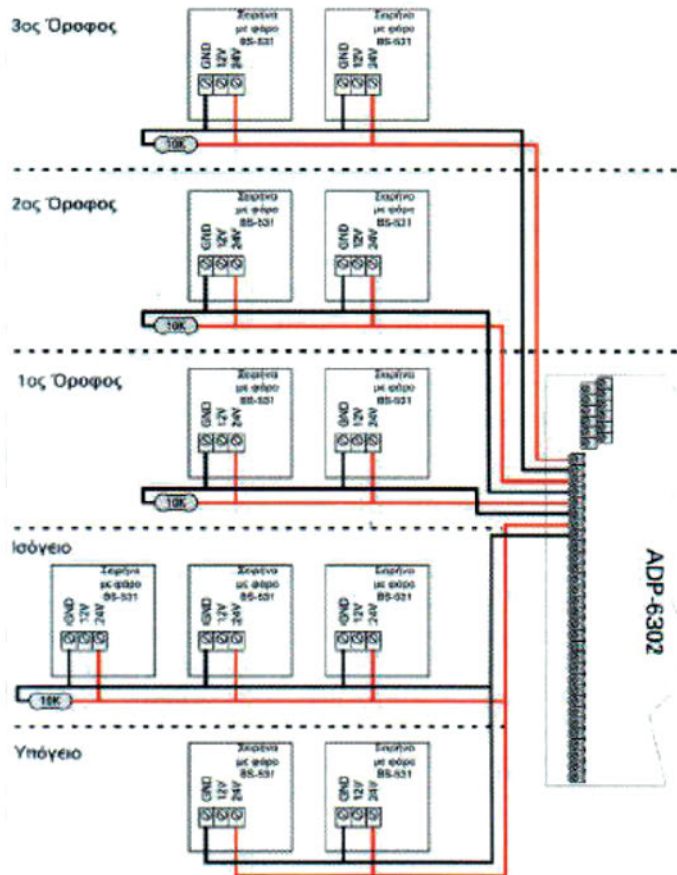 3ος Όροφος
Σειρήνα
με φάρο
BS-531
GND
12V
24V
Σειρήνα
με φάρο
BS-531
GND
12V
24V
10K
2ος Όροφος
Σειρήνα
με φάρο
BS-531
GND
12V
24V
Σειρήνα
με φάρο
BS-531
GND
12V
24V
10K
1ος Όροφος
Σειρήνα
με φάρο
BS-531
GND
12V
24V
Σειρήνα
με φάρο
BS-531
GND
12V
24V
10K
ADP-6302
Ισόγειο
Σειρήνα
με φάρο
BS-531
GND
12V
24V
Σειρήνα
με φάρο
BS-531
GND
12V
24V
Σειρήνα
με φάρο
BS-531
GND
12V
24V
10K
Υπόγειο
Σειρήνα
με φάρο
BS-531
GND
12V
24V
Σειρήνα
με φάρο
BS-531
GND
12V
24V